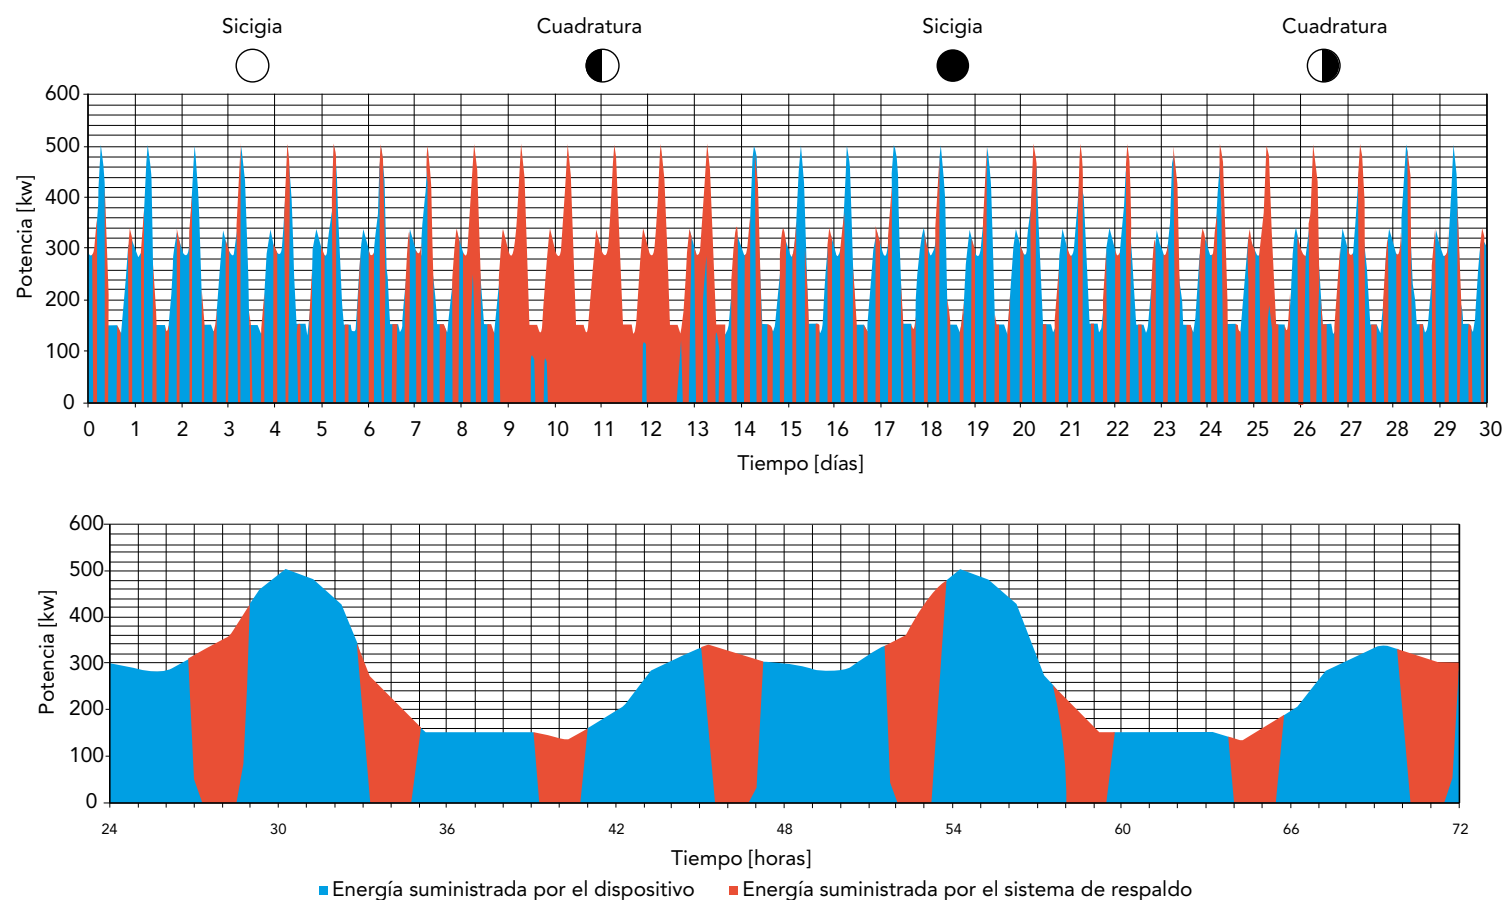 Sicigia Cuadratura Sicigia Cuadratura
600
500
400
300
200
100
0
Potencia [kw]
0 1 2 3 4 5 6 7 8 9 10 11 12 13 14 15 16 17 18 19 20 21 22 23 24 25 26 27 28 29 30
Tiempo [días]
600
500
400
300
200
100
0
Potencia [kw]
24 30 36 42 48 54 60 66 72
Tiempo [horas]
Energía suministrada por el dispositivo Energía suministrada por el sistema de respaldo